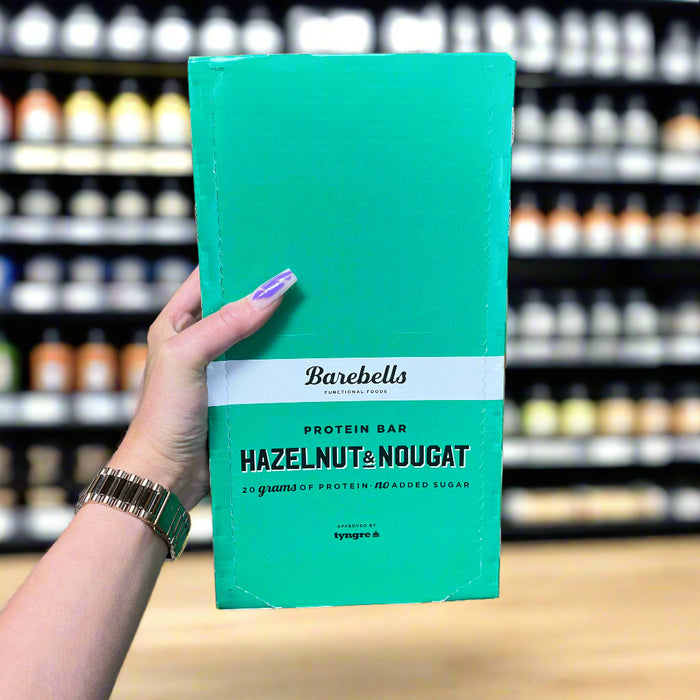 Barebells
FUNCTIONAL FOODS
PROTEIN BAR
HAZELNUT & NOUGAT
20 grams OF PROTEIN · no ADDED SUGAR
APPROVED BY
tyngre